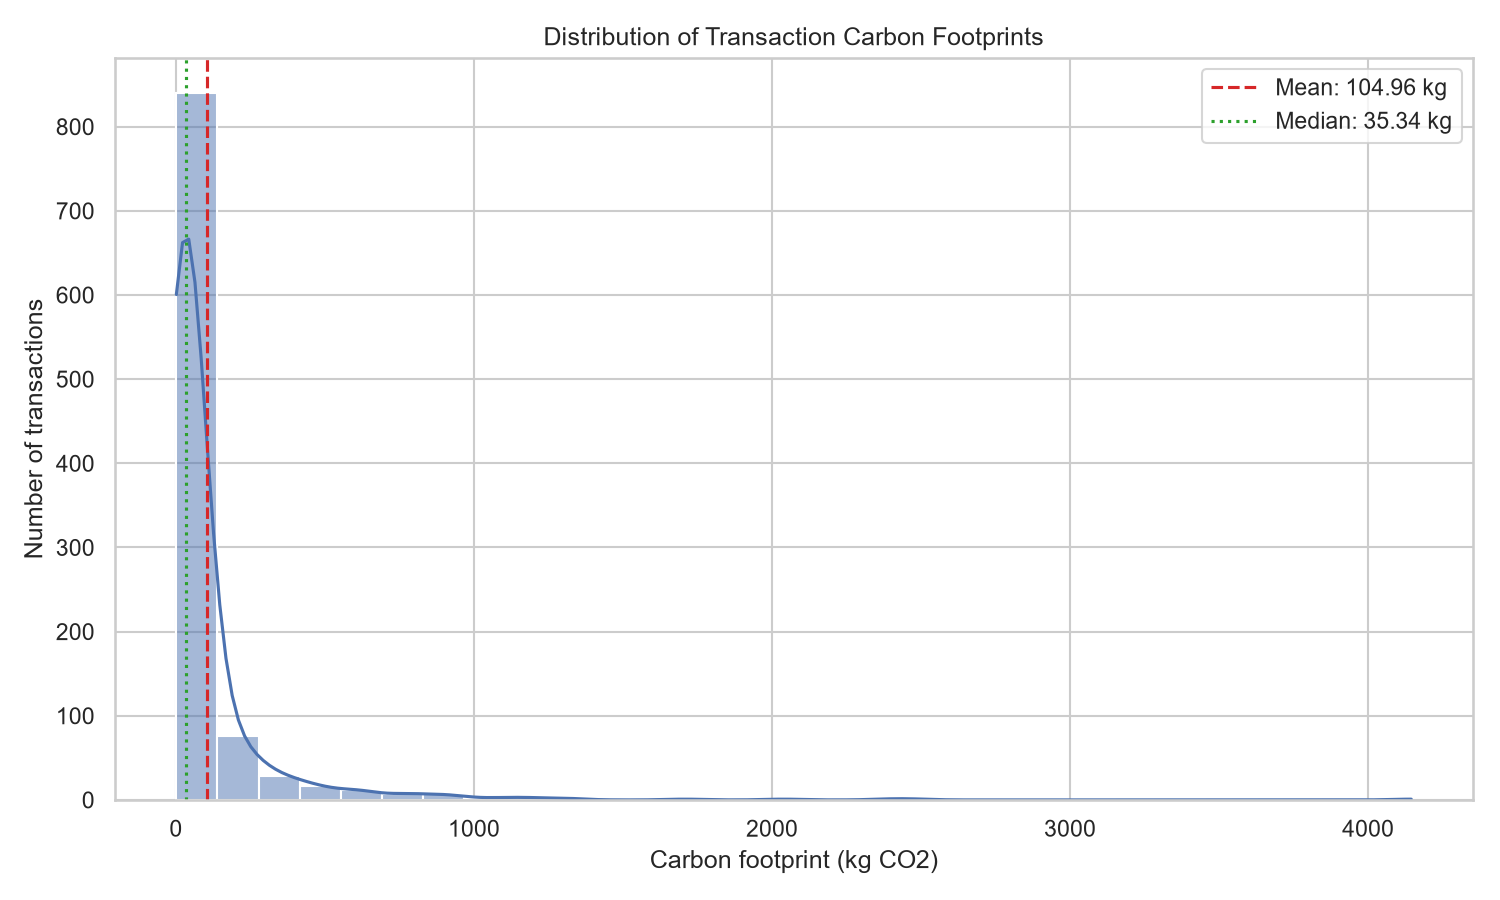 Distribution of Transaction Carbon Footprints
Mean: 104.96 kg
Median: 35.34 kg
Number of transactions
800
700
600
500
400
300
200
100
0
0 1000 2000 3000 4000
Carbon footprint (kg CO2)